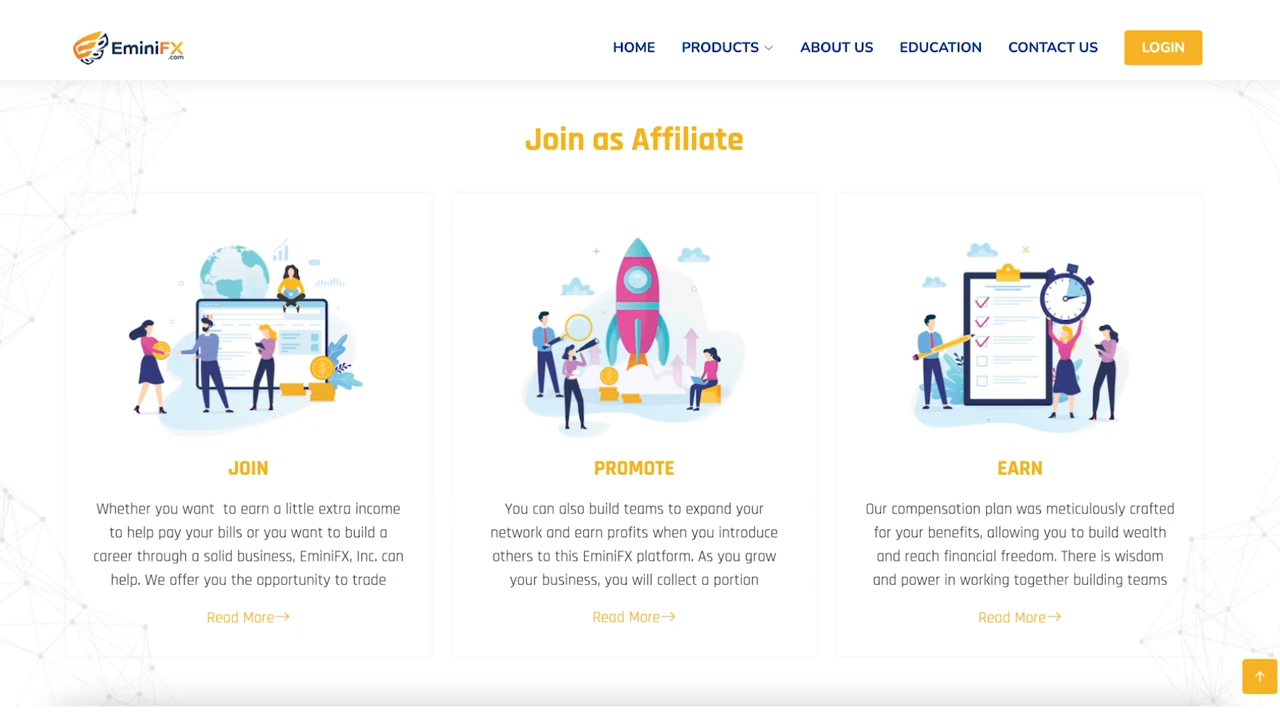 EminiFX
.com
HOME PRODUCTS ABOUT US EDUCATION CONTACT US LOGIN
Join as Affiliate
JOIN
Whether you want to earn a little extra income
to help pay your bills or you want to build a
career through a solid business, EminiFX, Inc. can
help. We offer you the opportunity to trade
Read More→
PROMOTE
You can also build teams to expand your
network and earn profits when you introduce
others to this EminiFX platform. As you grow
your business, you will collect a portion
Read More→
EARN
Our compensation plan was meticulously crafted
for your benefits, allowing you to build wealth
and reach financial freedom. There is wisdom
and power in working together building teams
Read More→